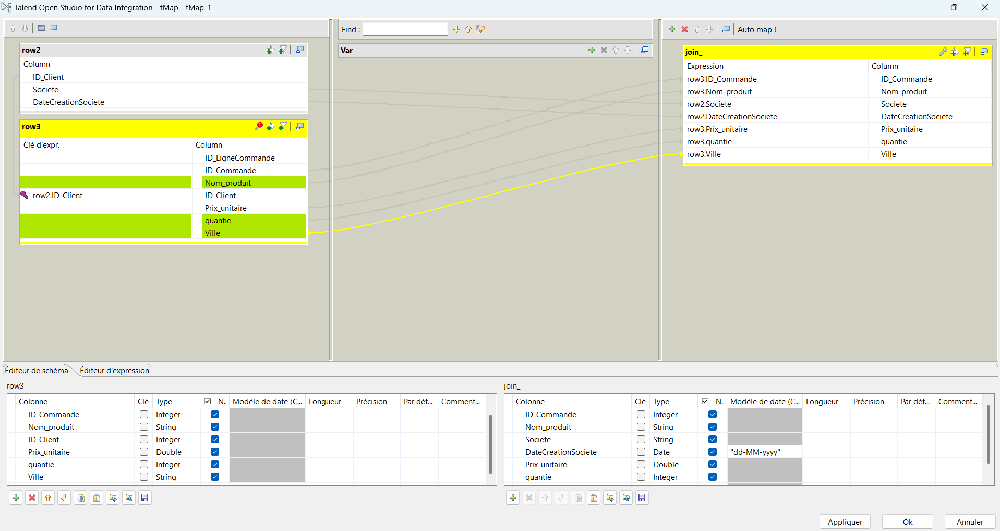 Talend Open Studio for Data Integration - tMap - tMap_1
Find :
Auto map !
row2
Column
ID_Client
Societe
DateCreationSociete
row3
Clé d'expr.	Column
ID_LigneCommande
ID_Commande
Nom_produit
row2.ID_Client	ID_Client
Prix_unitaire
quantie
Ville
Var
join_
Expression	Column
row3.ID_Commande	ID_Commande
row3.Nom_produit	Nom_produit
row2.Societe	Societe
row2.DateCreationSociete	DateCreationSociete
row3.Prix_unitaire	Prix_unitaire
row3.quantie	quantie
row3.Ville	Ville
Éditeur de schéma	Éditeur d'expression
row3
Colonne	Clé	Type	N..	Modèle de date (C...	Longueur	Précision	Par déf...	Comment...
ID_Commande	Integer
Nom_produit	String
ID_Client	Integer
Prix_unitaire	Double
quantie	Integer
Ville	String
join_
Colonne	Clé	Type	N..	Modèle de date (C...	Longueur	Précision	Par déf...	Comment...
ID_Commande	Integer
Nom_produit	String
Societe	String
DateCreationSociete	Date	"dd-MM-yyyy"
Prix_unitaire	Double
quantie	Integer
Appliquer	Ok	Annuler